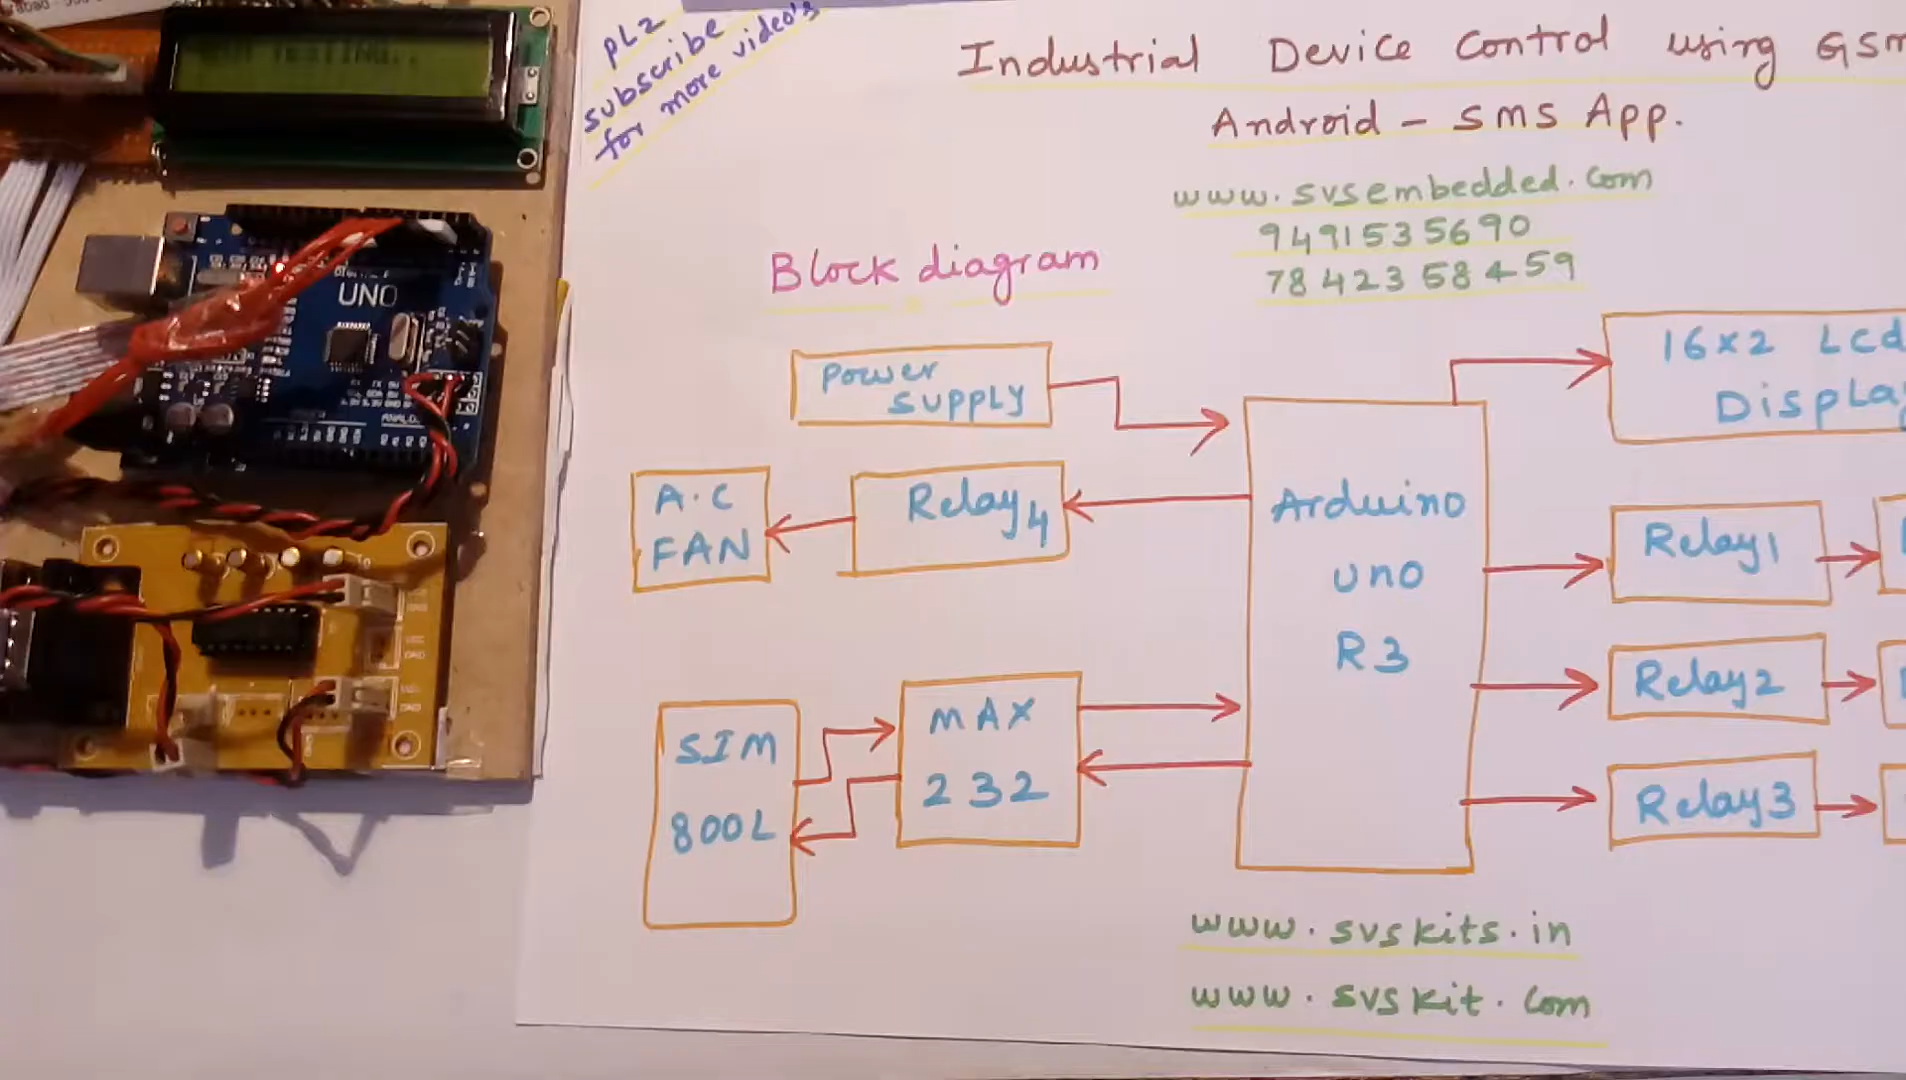 TESTING..
PL2
subscribe
for more video's
Industrial Device Control using GSM
Android - SMS App.
www.svsembedded.com
9491535690
7842358459
Block diagram
UNO
Power
SUPPLY
16x2 Lcd
Display
A.C
FAN
Relay4
Arduino
UNO
R3
Relay1
Relay2
Relay3
SIM
800L
MAX
232
www.svskits.in
www.svskit.com